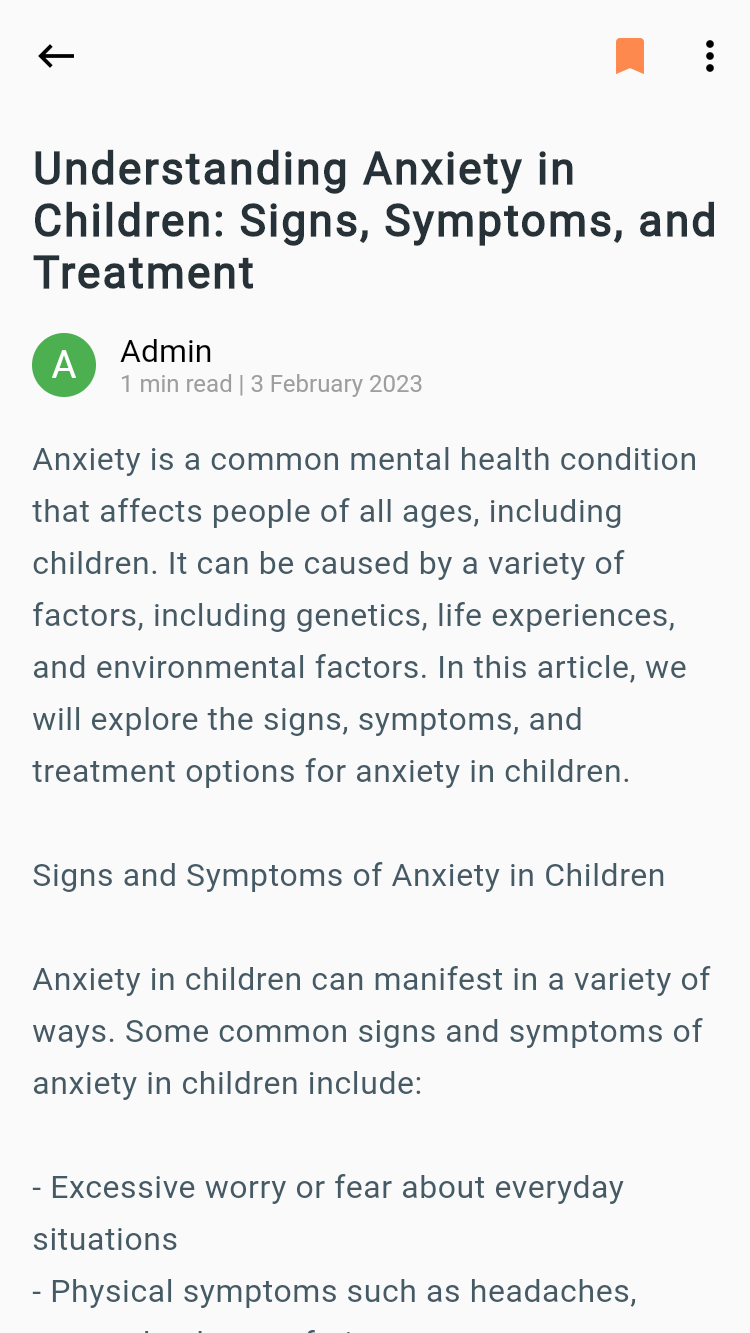 Understanding Anxiety in
Children: Signs, Symptoms, and
Treatment
A
Admin
1 min read | 3 February 2023
Anxiety is a common mental health condition
that affects people of all ages, including
children. It can be caused by a variety of
factors, including genetics, life experiences,
and environmental factors. In this article, we
will explore the signs, symptoms, and
treatment options for anxiety in children.
Signs and Symptoms of Anxiety in Children
Anxiety in children can manifest in a variety of
ways. Some common signs and symptoms of
anxiety in children include:
- Excessive worry or fear about everyday
situations
- Physical symptoms such as headaches,